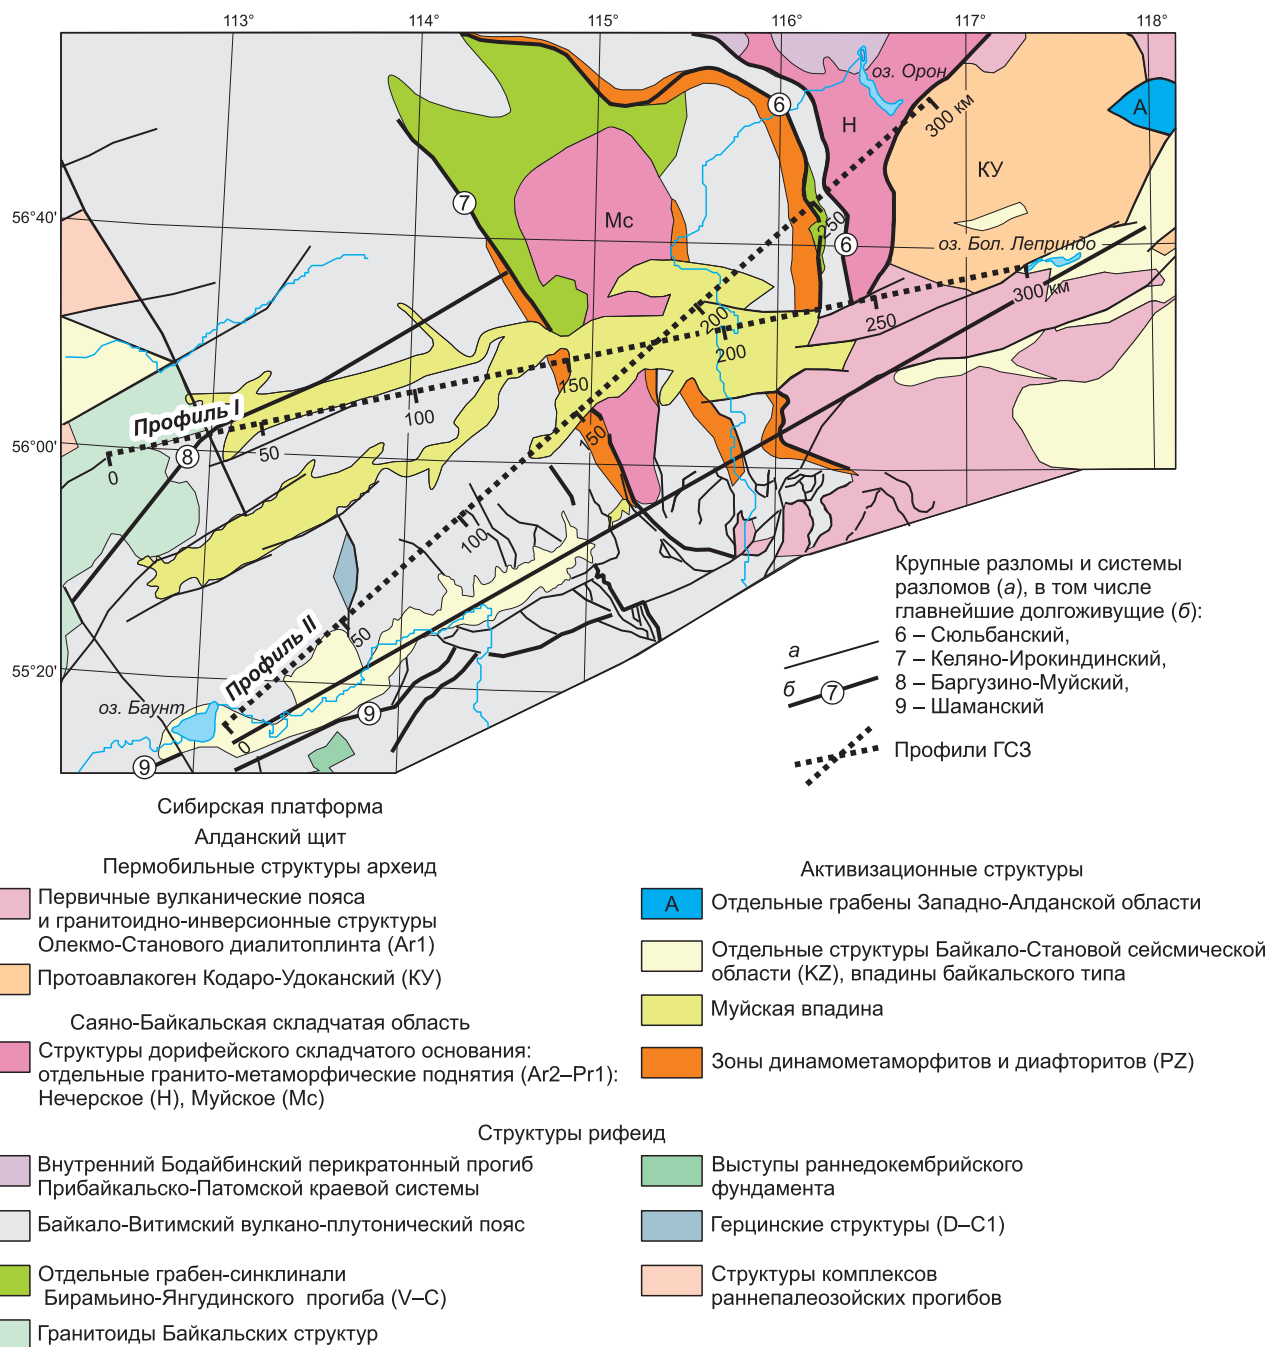 113°
114°
115°
116°
117°
118°
оз. Орон
А
6
300 км
Н
КУ
7
56°40'
Мс
250
6
оз. Бол. Леприндо
300 км
200
250
200
150
100
Профиль I
150
56°00'
8
50
0
100
Профиль II
50
55°20'
оз. Баунт
9
0
9
Крупные разломы и системы
разломов (а), в том числе
главнейшие долгоживущие (б):
6 – Сюльбанский,
7 – Келяно-Ирокиндинский,
8 – Баргузино-Муйский,
9 – Шаманский
а
б
7
Профили ГСЗ
Сибирская платформа
Алданский щит
Пермобильные структуры археид
Первичные вулканические пояса
и гранитоидно-инверсионные структуры
Олекмо-Станового диалитоплинта (Ar1)
Протоавлакоген Кодаро-Удоканский (КУ)
Саяно-Байкальская складчатая область
Структуры дорифейского складчатого основания:
отдельные гранито-метаморфические поднятия (Ar2–Pr1):
Нечерское (Н), Муйское (Мс)
Активизационные структуры
А
Отдельные грабены Западно-Алданской области
Отдельные структуры Байкало-Становой сейсмической
области (KZ), впадины байкальского типа
Муйская впадина
Зоны динамометаморфитов и диафторитов (PZ)
Структуры рифеид
Внутренний Бодайбинский перикратонный прогиб
Прибайкальско-Патомской краевой системы
Байкало-Витимский вулкано-плутонический пояс
Отдельные грабен-синклинали
Бирамьино-Янгудинского прогиба (V–C)
Гранитоиды Байкальских структур
Выступы раннедокембрийского
фундамента
Герцинские структуры (D–C1)
Структуры комплексов
раннепалеозойских прогибов